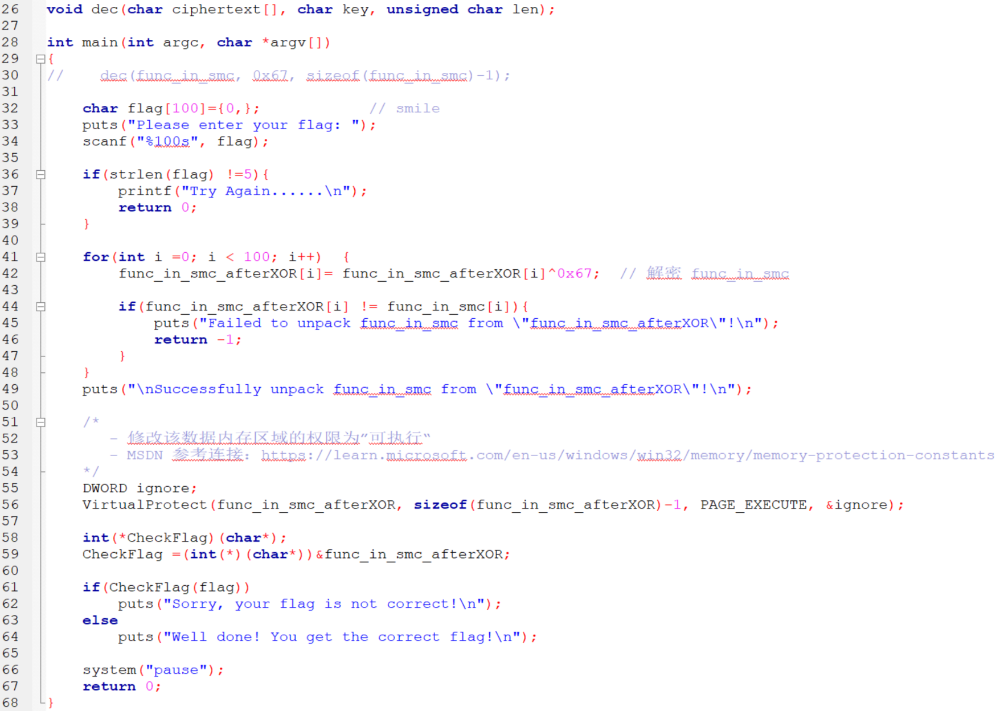 26 void dec(char ciphertext[], char key, unsigned char len);
27
28 int main(int argc, char *argv[])
29 {
30 //    dec(func_in_smc, 0x67, sizeof(func_in_smc)-1);
31
32     char flag[100]={0,};            // smile
33     puts("Please enter your flag: ");
34     scanf("%100s", flag);
35
36     if(strlen(flag) !=5){
37         printf("Try Again......\n");
38         return 0;
39     }
40
41     for(int i =0; i < 100; i++)  {
42         func_in_smc_afterXOR[i]= func_in_smc_afterXOR[i]^0x67;  // 解密 func_in_smc
43
44         if(func_in_smc_afterXOR[i] != func_in_smc[i]){
45             puts("Failed to unpack func_in_smc from \"func_in_smc_afterXOR\"!\n");
46             return -1;
47         }
48     }
49     puts("\nSuccessfully unpack func_in_smc from \"func_in_smc_afterXOR\"!\n");
50
51     /*
52        - 修改该数据内存区域的权限为”可执行“
53        - MSDN 参考连接：https://learn.microsoft.com/en-us/windows/win32/memory/memory-protection-constants
54     */
55     DWORD ignore;
56     VirtualProtect(func_in_smc_afterXOR, sizeof(func_in_smc_afterXOR)-1, PAGE_EXECUTE, &ignore);
57
58     int(*CheckFlag)(char*);
59     CheckFlag =(int(*)(char*))&func_in_smc_afterXOR;
60
61     if(CheckFlag(flag))
62         puts("Sorry, your flag is not correct!\n");
63     else
64         puts("Well done! You get the correct flag!\n");
65
66     system("pause");
67     return 0;
68 }